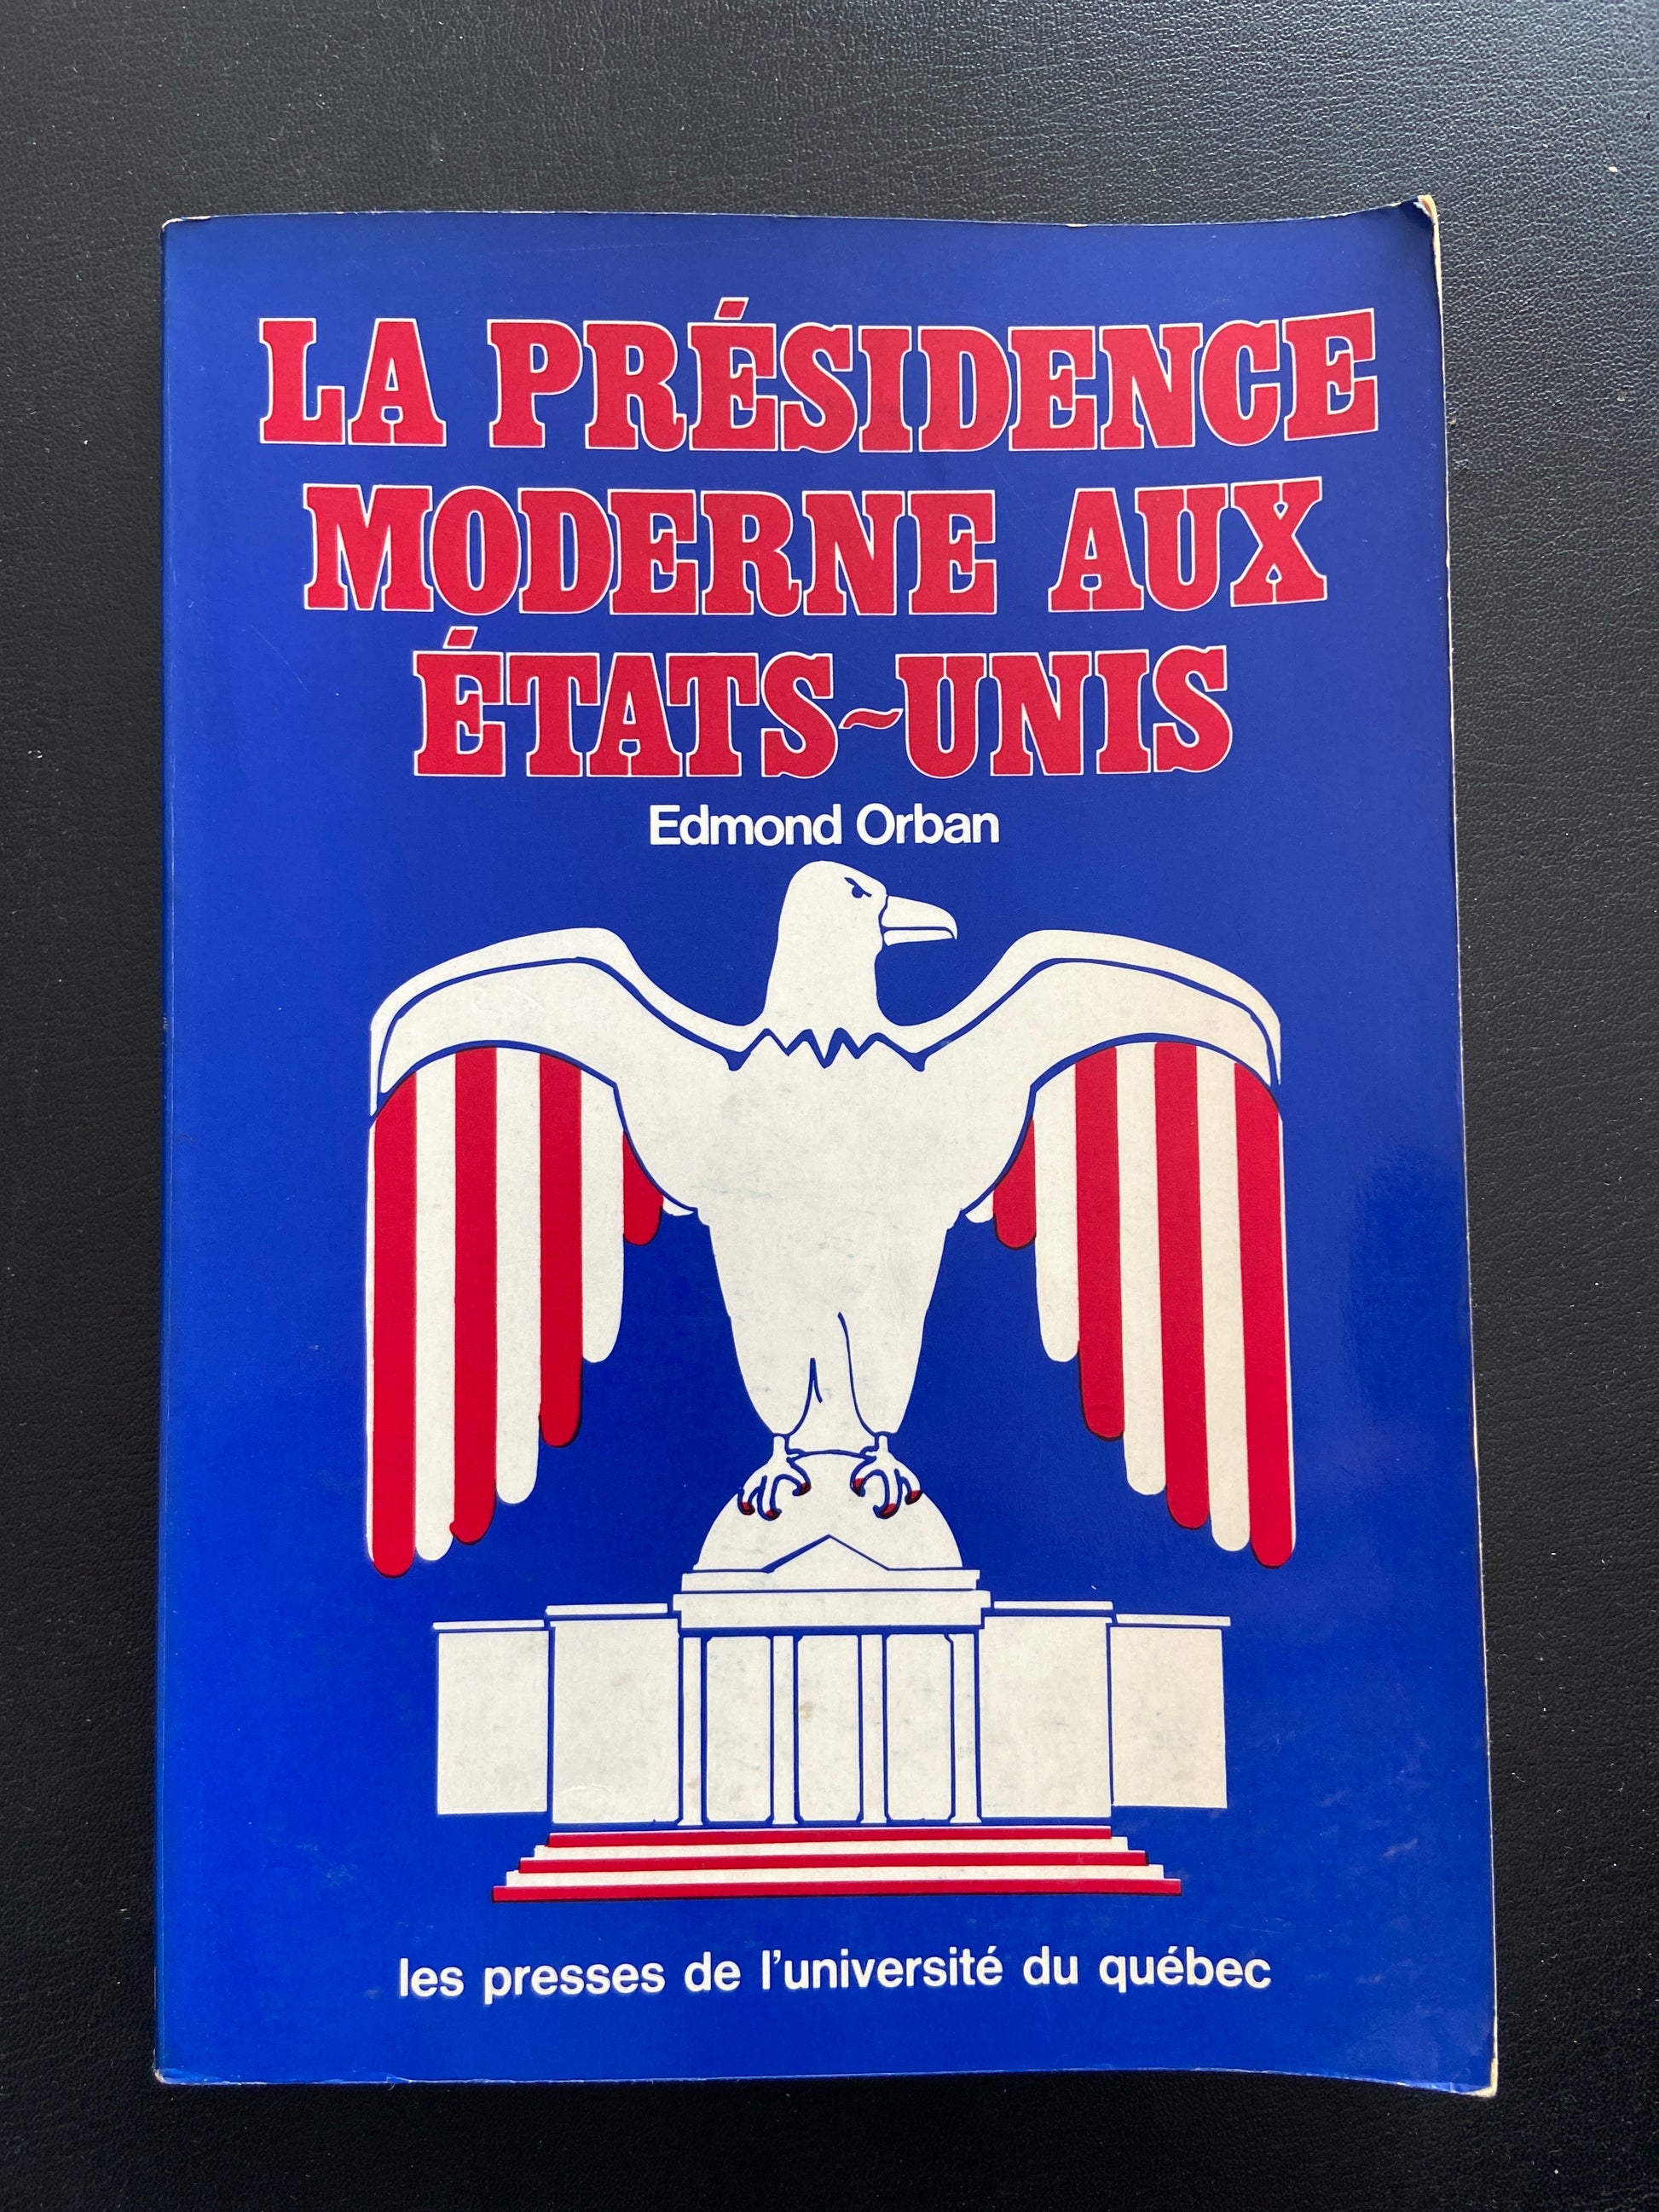 LA PRÉSIDENCE
MODERNE AUX
ÉTATS~UNIS
Edmond Orban
les presses de l'université du québec